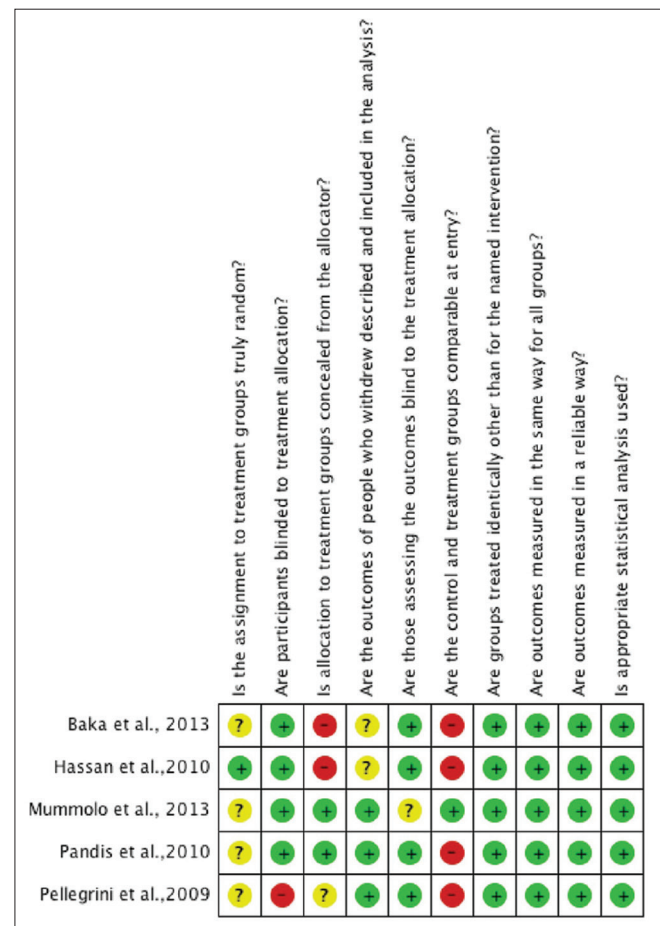 Is the assignment to treatment groups truly random?
Are participants blinded to treatment allocation?
Is allocation to treatment groups concealed from the allocator?
Are the outcomes of people who withdrew described and included in the analysis?
Are those assessing the outcomes blind to the treatment allocation?
Are the control and treatment groups comparable at entry?
Are groups treated identically other than for the named intervention?
Are outcomes measured in the same way for all groups?
Are outcomes measured in a reliable way?
Is appropriate statistical analysis used?
Baka et al., 2013 ? + - ? + - + + + +
Hassan et al.,2010 + + - ? + - + + + +
Mummolo et al., 2013 ? + + + ? + + + + +
Pandis et al.,2010 ? + + + + - + + + +
Pellegrini et al.,2009 ? - ? + + - + + + +